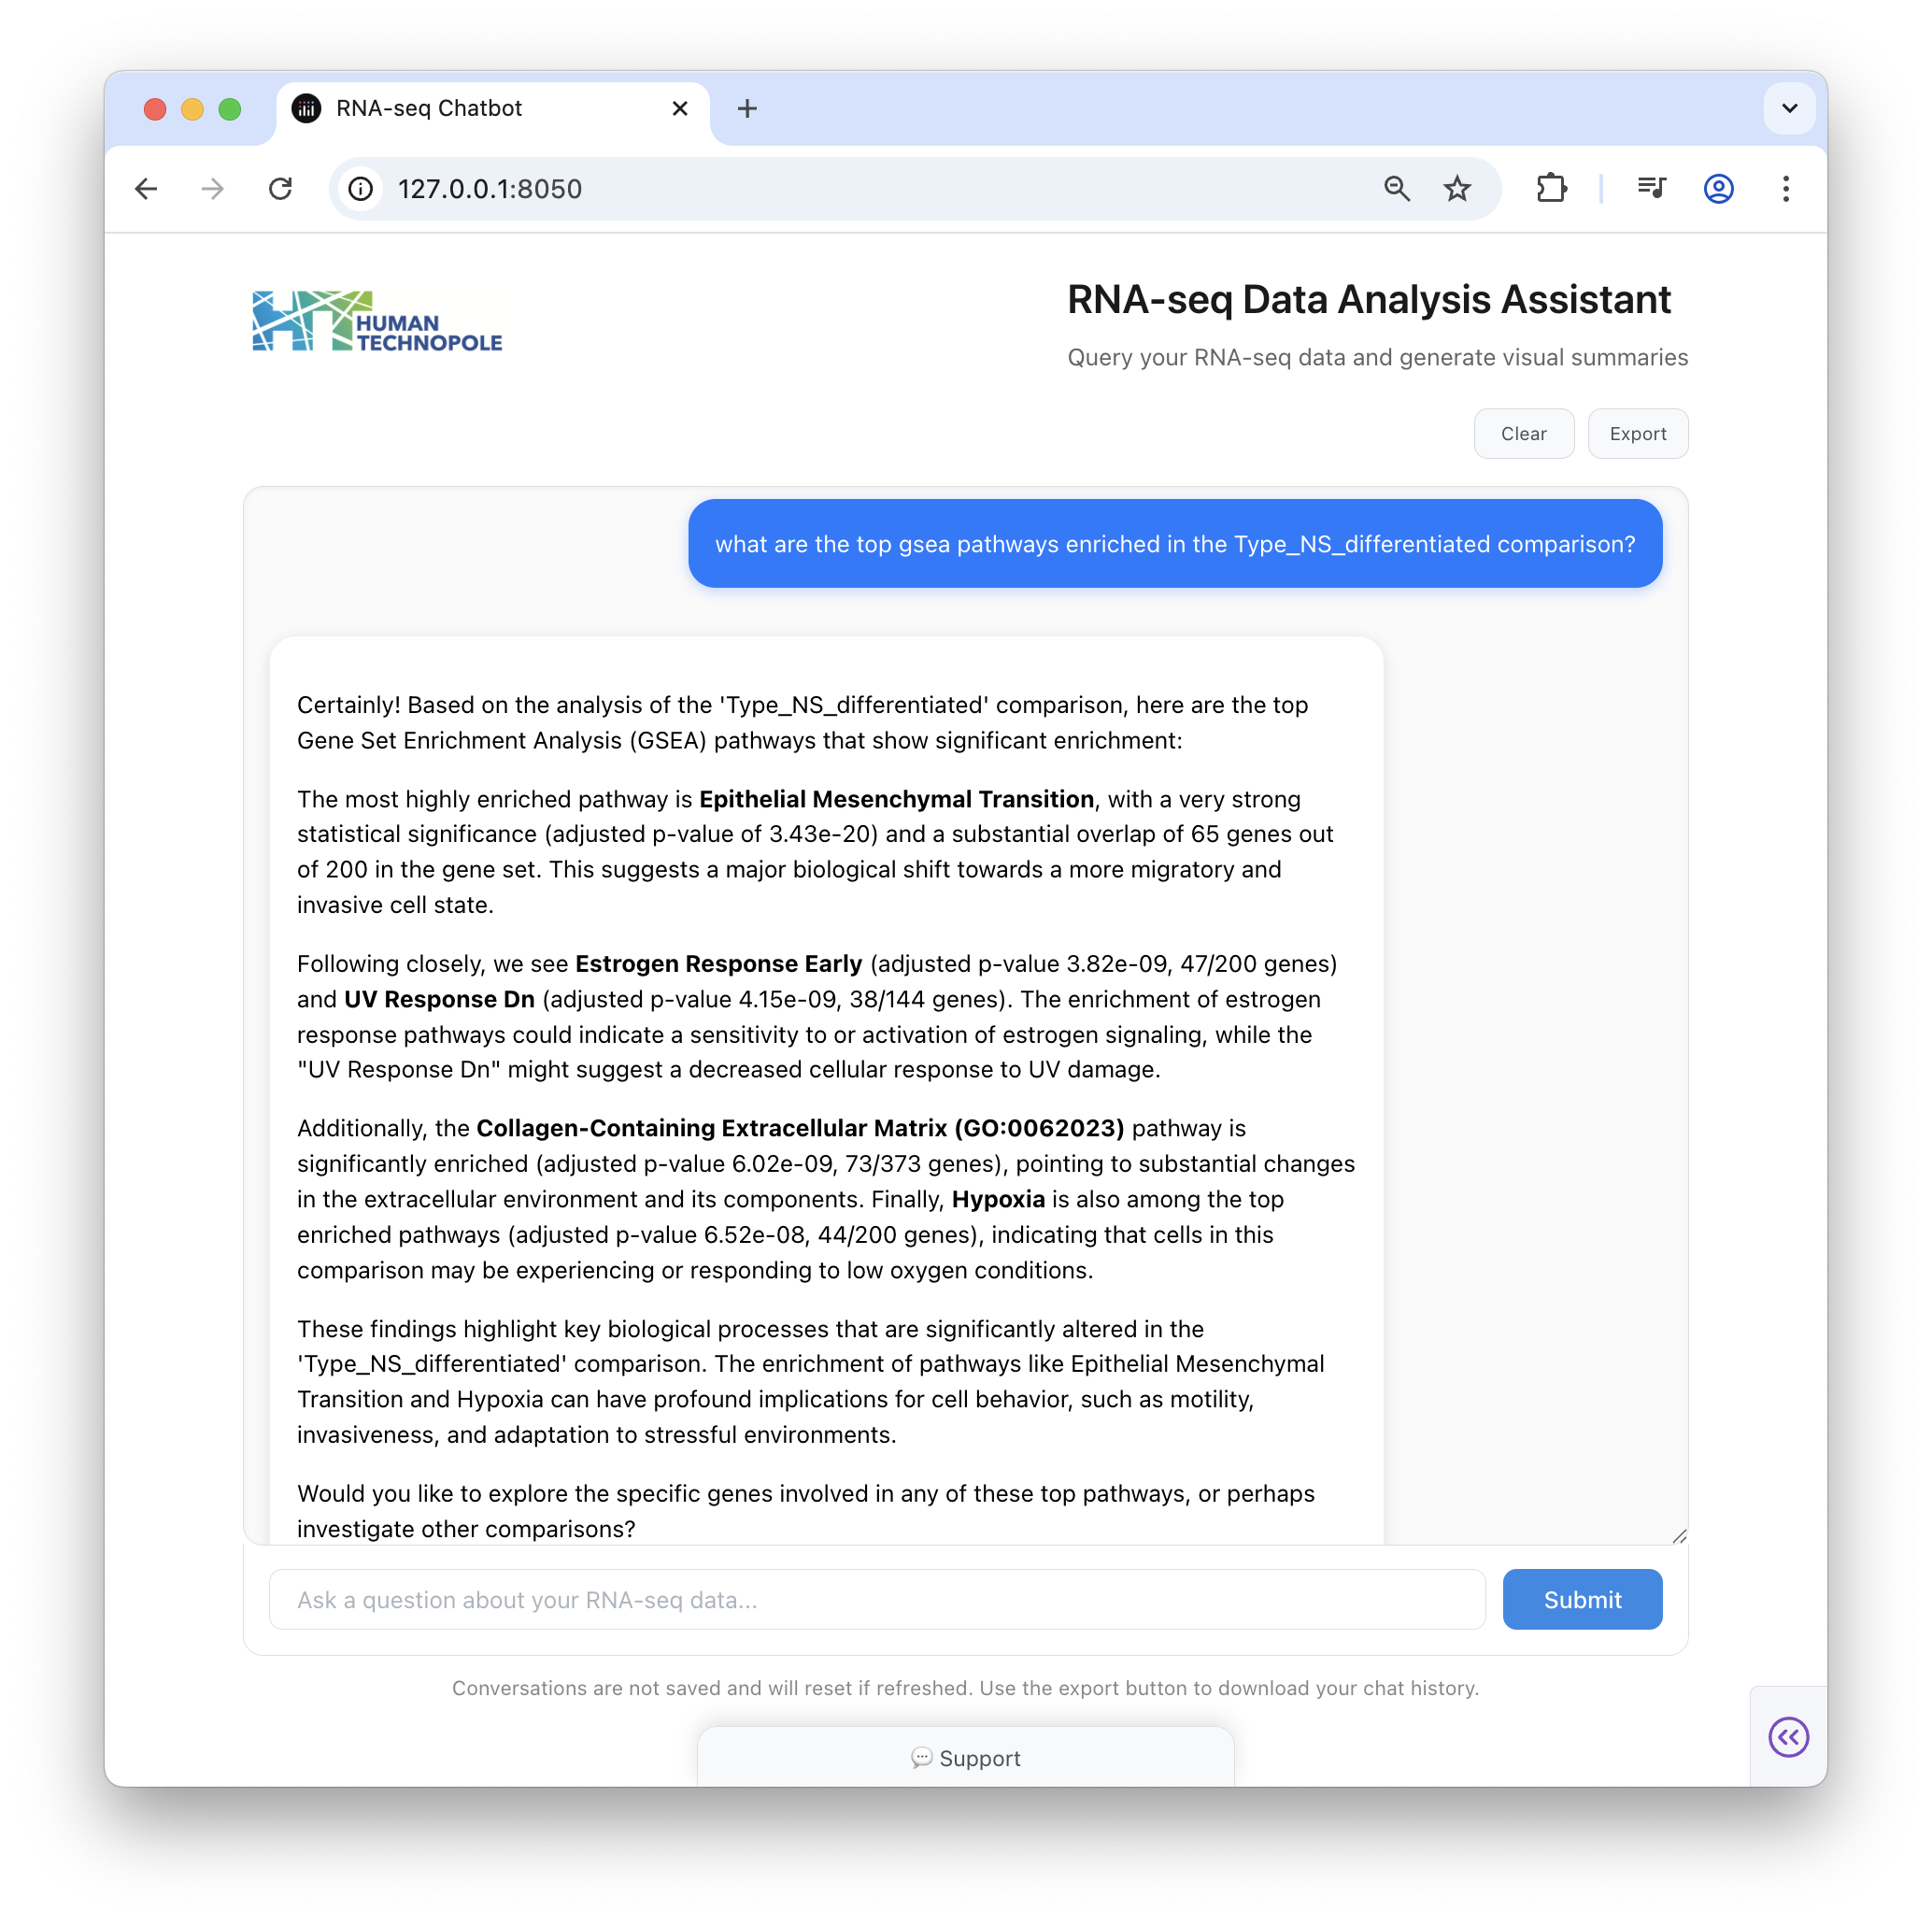 RNA-seq Chatbot
127.0.0.1:8050
HUMAN
TECHNOPOLE
RNA-seq Data Analysis Assistant
Query your RNA-seq data and generate visual summaries
Clear
Export
what are the top gsea pathways enriched in the Type_NS_differentiated comparison?
Certainly! Based on the analysis of the 'Type_NS_differentiated' comparison, here are the top
Gene Set Enrichment Analysis (GSEA) pathways that show significant enrichment:
The most highly enriched pathway is Epithelial Mesenchymal Transition, with a very strong
statistical significance (adjusted p-value of 3.43e-20) and a substantial overlap of 65 genes out
of 200 in the gene set. This suggests a major biological shift towards a more migratory and
invasive cell state.
Following closely, we see Estrogen Response Early (adjusted p-value 3.82e-09, 47/200 genes)
and UV Response Dn (adjusted p-value 4.15e-09, 38/144 genes). The enrichment of estrogen
response pathways could indicate a sensitivity to or activation of estrogen signaling, while the
"UV Response Dn" might suggest a decreased cellular response to UV damage.
Additionally, the Collagen-Containing Extracellular Matrix (GO:0062023) pathway is
significantly enriched (adjusted p-value 6.02e-09, 73/373 genes), pointing to substantial changes
in the extracellular environment and its components. Finally, Hypoxia is also among the top
enriched pathways (adjusted p-value 6.52e-08, 44/200 genes), indicating that cells in this
comparison may be experiencing or responding to low oxygen conditions.
These findings highlight key biological processes that are significantly altered in the
'Type_NS_differentiated' comparison. The enrichment of pathways like Epithelial Mesenchymal
Transition and Hypoxia can have profound implications for cell behavior, such as motility,
invasiveness, and adaptation to stressful environments.
Would you like to explore the specific genes involved in any of these top pathways, or perhaps
investigate other comparisons?
Ask a question about your RNA-seq data...
Submit
Conversations are not saved and will reset if refreshed. Use the export button to download your chat history.
💬 Support